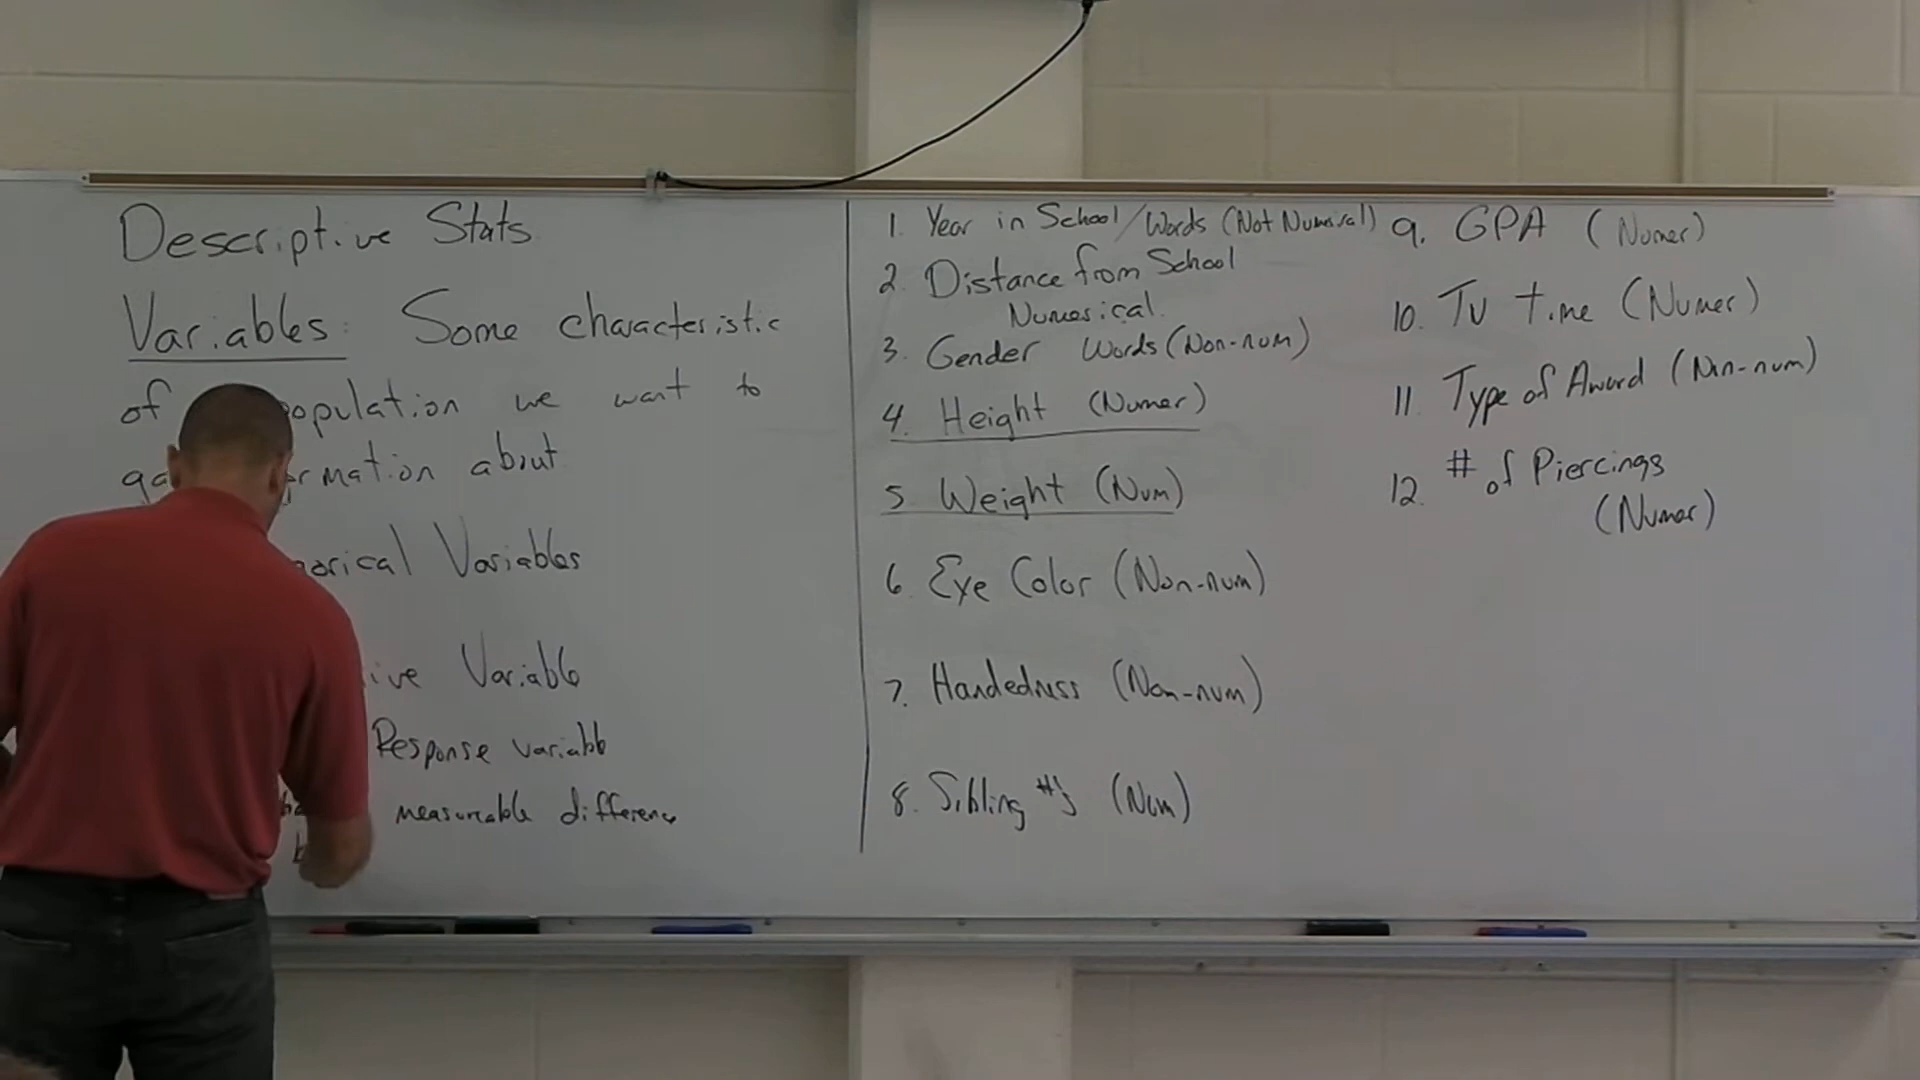 Descriptive Stats
Variables: Some characteristic
of population we want to
ga rmation about
orical Variables
ive Variable
Response variable
measurable difference
1. Year in School/Words (Not Numerical)
2. Distance from School
Numerical.
3. Gender Words (Non-num)
4. Height (Numer)
5. Weight (Num)
6. Eye Color (Non-num)
7. Handedness (Non-num)
8. Sibling #'s (Num)
9. GPA (Numer)
10. TV time (Numer)
11. Type of Award (Non-num)
12. # of Piercings
(Numer)